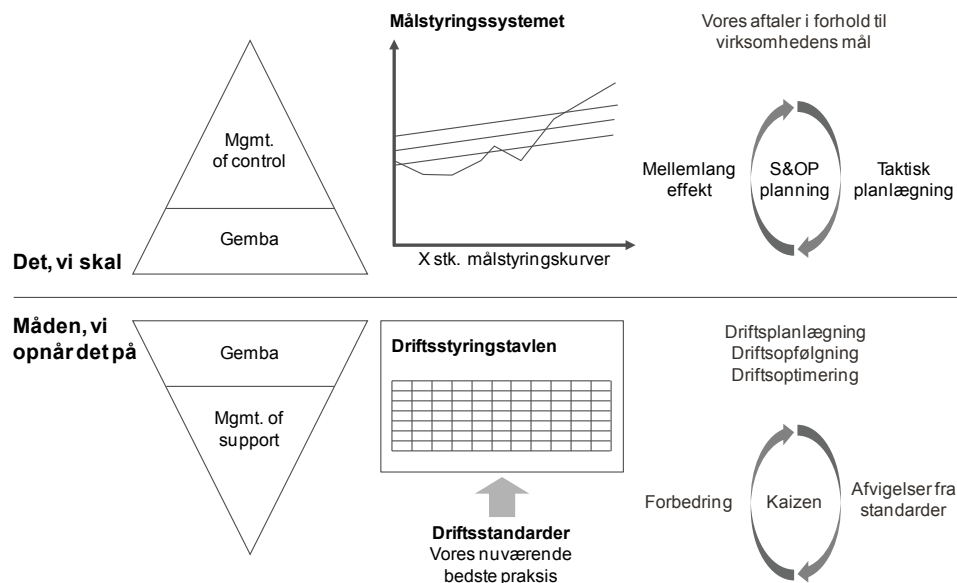 Målstyringssystemet
Vores aftaler i forhold til
virksomhedens mål
Mgmt.
of control
Gemba
Det, vi skal
X stk. målstyringskurver
Mellemlang
effekt
S&OP
planning
Taktisk
planlægning
Måden, vi
opnår det på
Gemba
Mgmt. of
support
Driftsstyringstavlen
Driftsstandarder
Vores nuværende
bedste praksis
Driftsplanlægning
Driftsopfølgning
Driftsoptimering
Forbedring
Kaizen
Afvigelser fra
standarder